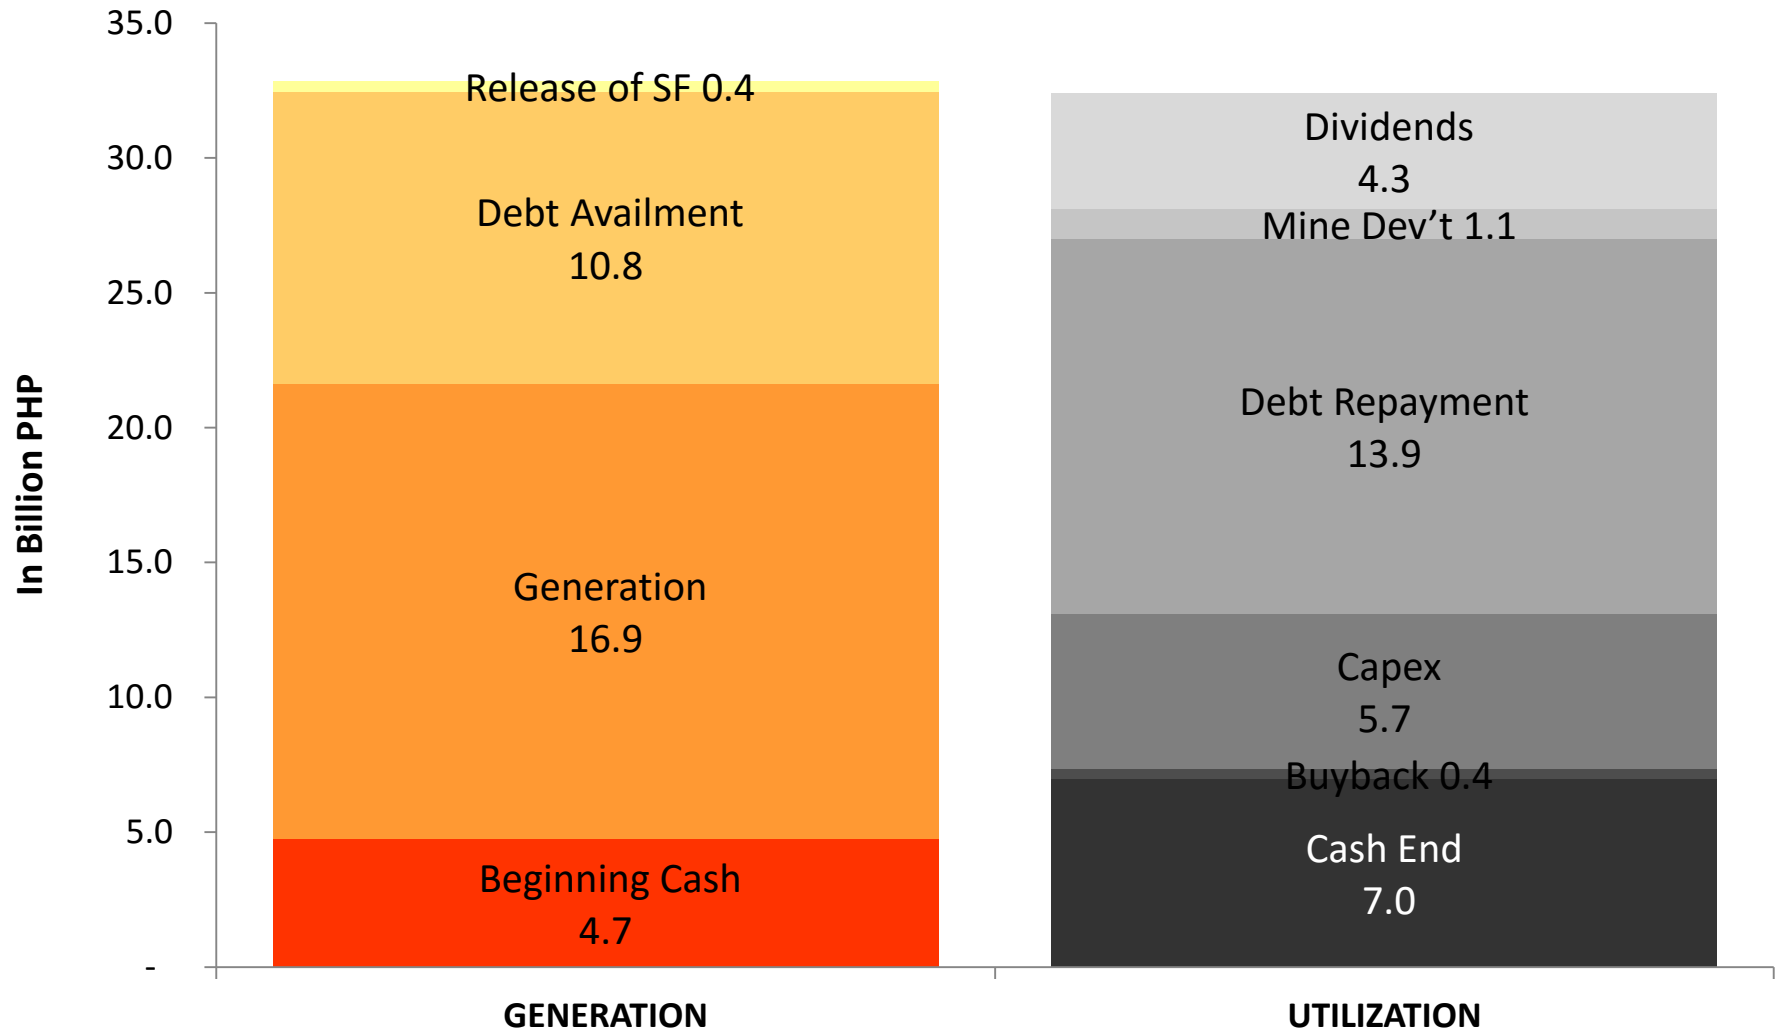 In Billion PHP
35.0
30.0
25.0
20.0
15.0
10.0
5.0
-
Release of SF 0.4
Debt Availment
10.8
Generation
16.9
Beginning Cash
4.7
Dividends
4.3
Mine Dev’t 1.1
Debt Repayment
13.9
Capex
5.7
Buyback 0.4
Cash End
7.0
GENERATION
UTILIZATION